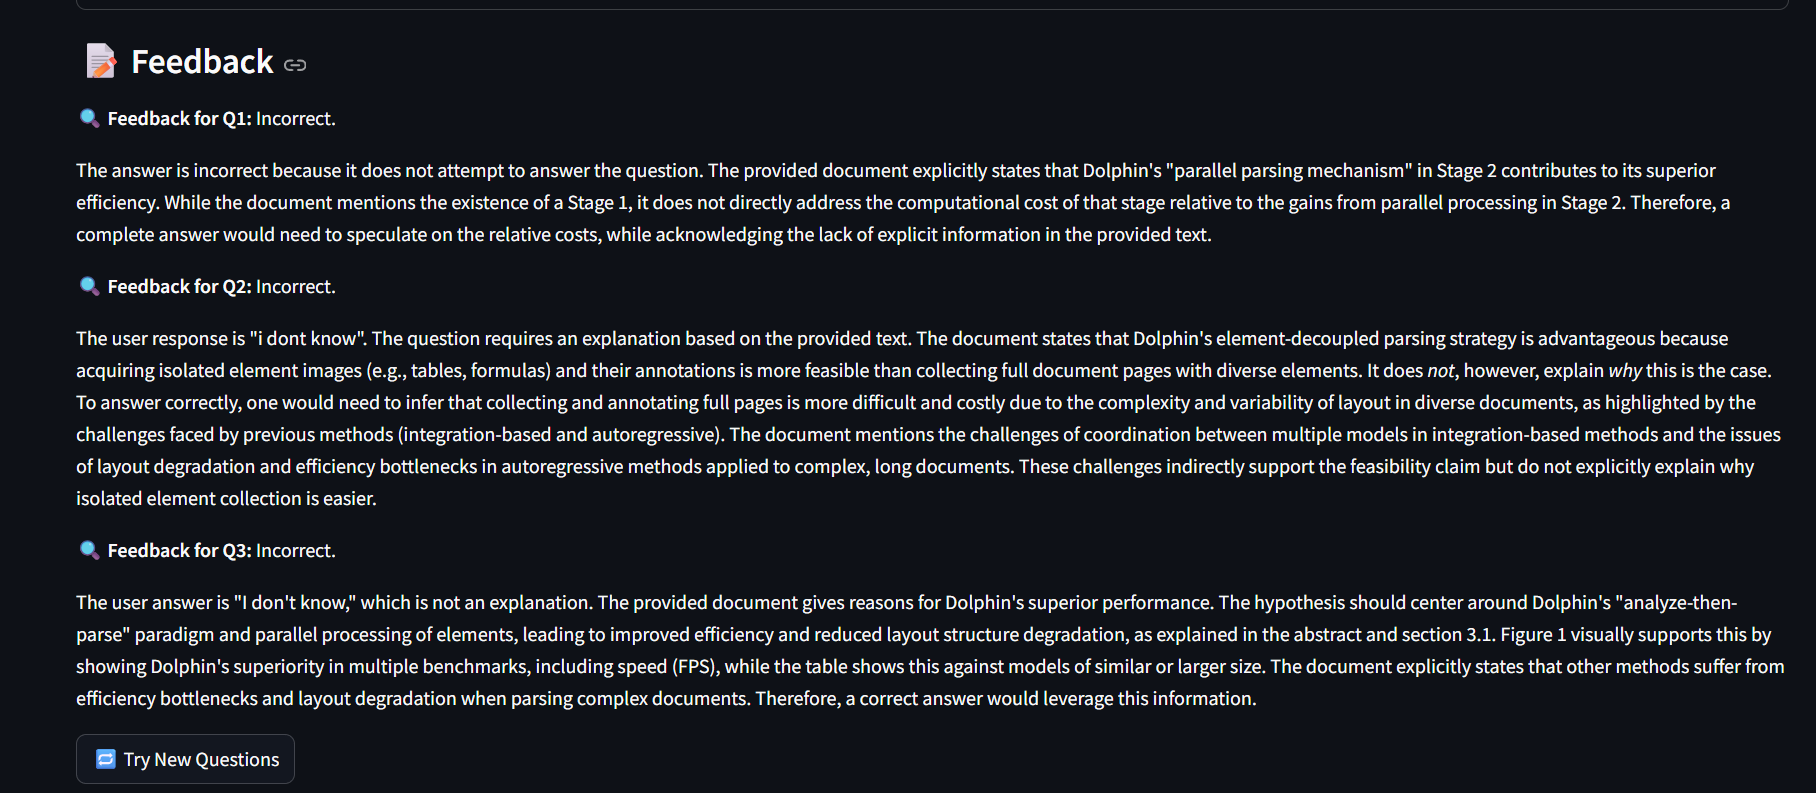 Feedback
Feedback for Q1: Incorrect.
The answer is incorrect because it does not attempt to answer the question. The provided document explicitly states that Dolphin's "parallel parsing mechanism" in Stage 2 contributes to its superior
efficiency. While the document mentions the existence of a Stage 1, it does not directly address the computational cost of that stage relative to the gains from parallel processing in Stage 2. Therefore, a
complete answer would need to speculate on the relative costs, while acknowledging the lack of explicit information in the provided text.
Feedback for Q2: Incorrect.
The user response is "i dont know". The question requires an explanation based on the provided text. The document states that Dolphin's element-decoupled parsing strategy is advantageous because
acquiring isolated element images (e.g., tables, formulas) and their annotations is more feasible than collecting full document pages with diverse elements. It does not, however, explain why this is the case.
To answer correctly, one would need to infer that collecting and annotating full pages is more difficult and costly due to the complexity and variability of layout in diverse documents, as highlighted by the
challenges faced by previous methods (integration-based and autoregressive). The document mentions the challenges of coordination between multiple models in integration-based methods and the issues
of layout degradation and efficiency bottlenecks in autoregressive methods applied to complex, long documents. These challenges indirectly support the feasibility claim but do not explicitly explain why
isolated element collection is easier.
Feedback for Q3: Incorrect.
The user answer is "I don't know," which is not an explanation. The provided document gives reasons for Dolphin's superior performance. The hypothesis should center around Dolphin's "analyze-then-
parse" paradigm and parallel processing of elements, leading to improved efficiency and reduced layout structure degradation, as explained in the abstract and section 3.1. Figure 1 visually supports this by
showing Dolphin's superiority in multiple benchmarks, including speed (FPS), while the table shows this against models of similar or larger size. The document explicitly states that other methods suffer from
efficiency bottlenecks and layout degradation when parsing complex documents. Therefore, a correct answer would leverage this information.
Try New Questions